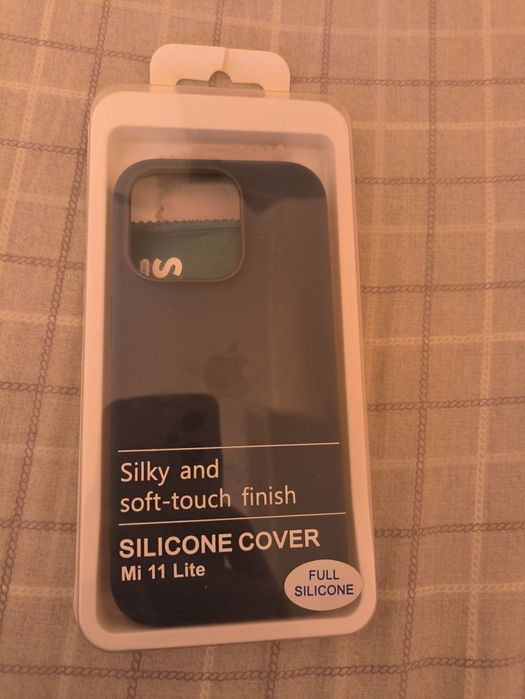 Silky and
soft-touch finish
SILICONE COVER
Mi 11 Lite
FULL
SILICONE